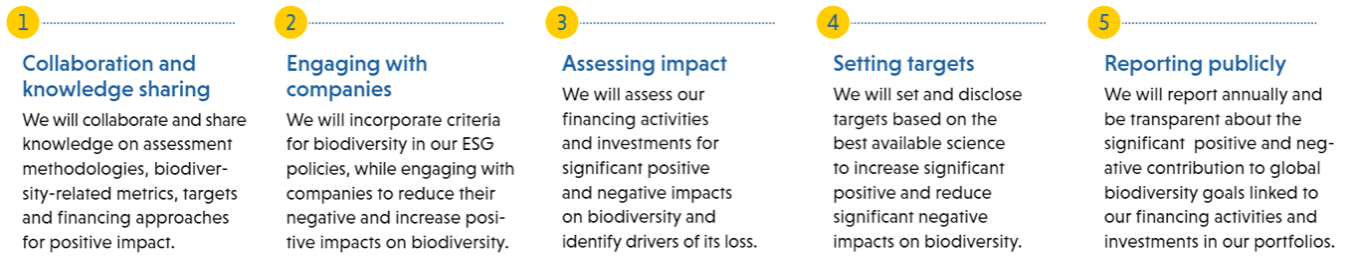 1
Collaboration and
knowledge sharing
We will collaborate and share
knowledge on assessment
methodologies, biodiver-
sity-related metrics, targets
and financing approaches
for positive impact.
2
Engaging with
companies
We will incorporate criteria
for biodiversity in our ESG
policies, while engaging with
companies to reduce their
negative and increase posi-
tive impacts on biodiversity.
3
Assessing impact
We will assess our
financing activities
and investments for
significant positive
and negative impacts
on biodiversity and
identify drivers of its loss.
4
Setting targets
We will set and disclose
targets based on the
best available science
to increase significant
positive and reduce
significant negative
impacts on biodiversity.
5
Reporting publicly
We will report annually and
be transparent about the
significant positive and neg-
ative contribution to global
biodiversity goals linked to
our financing activities and
investments in our portfolios.